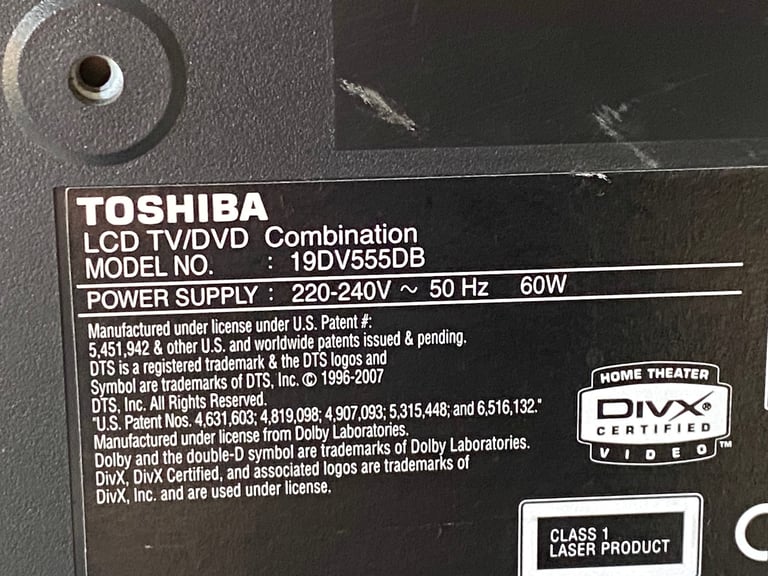 TOSHIBA
LCD TV/DVD Combination
MODEL NO. : 19DV555DB
POWER SUPPLY : 220-240V ~ 50 Hz 60W
Manufactured under license under U.S. Patent #:
5,451,942 & other U.S. and worldwide patents issued & pending.
DTS is a registered trademark & the DTS logos and
Symbol are trademarks of DTS, Inc. © 1996-2007
DTS, Inc. All Rights Reserved.
"U.S. Patent Nos. 4,631,603; 4,819,098; 4,907,093; 5,315,448; and 6,516,132."
Manufactured under license from Dolby Laboratories.
Dolby and the double-D symbol are trademarks of Dolby Laboratories.
DivX, DivX Certified, and associated logos are trademarks of
DivX, Inc. and are used under license.
HOME THEATER
DIVX®
CERTIFIED
VIDEO™
CLASS 1
LASER PRODUCT